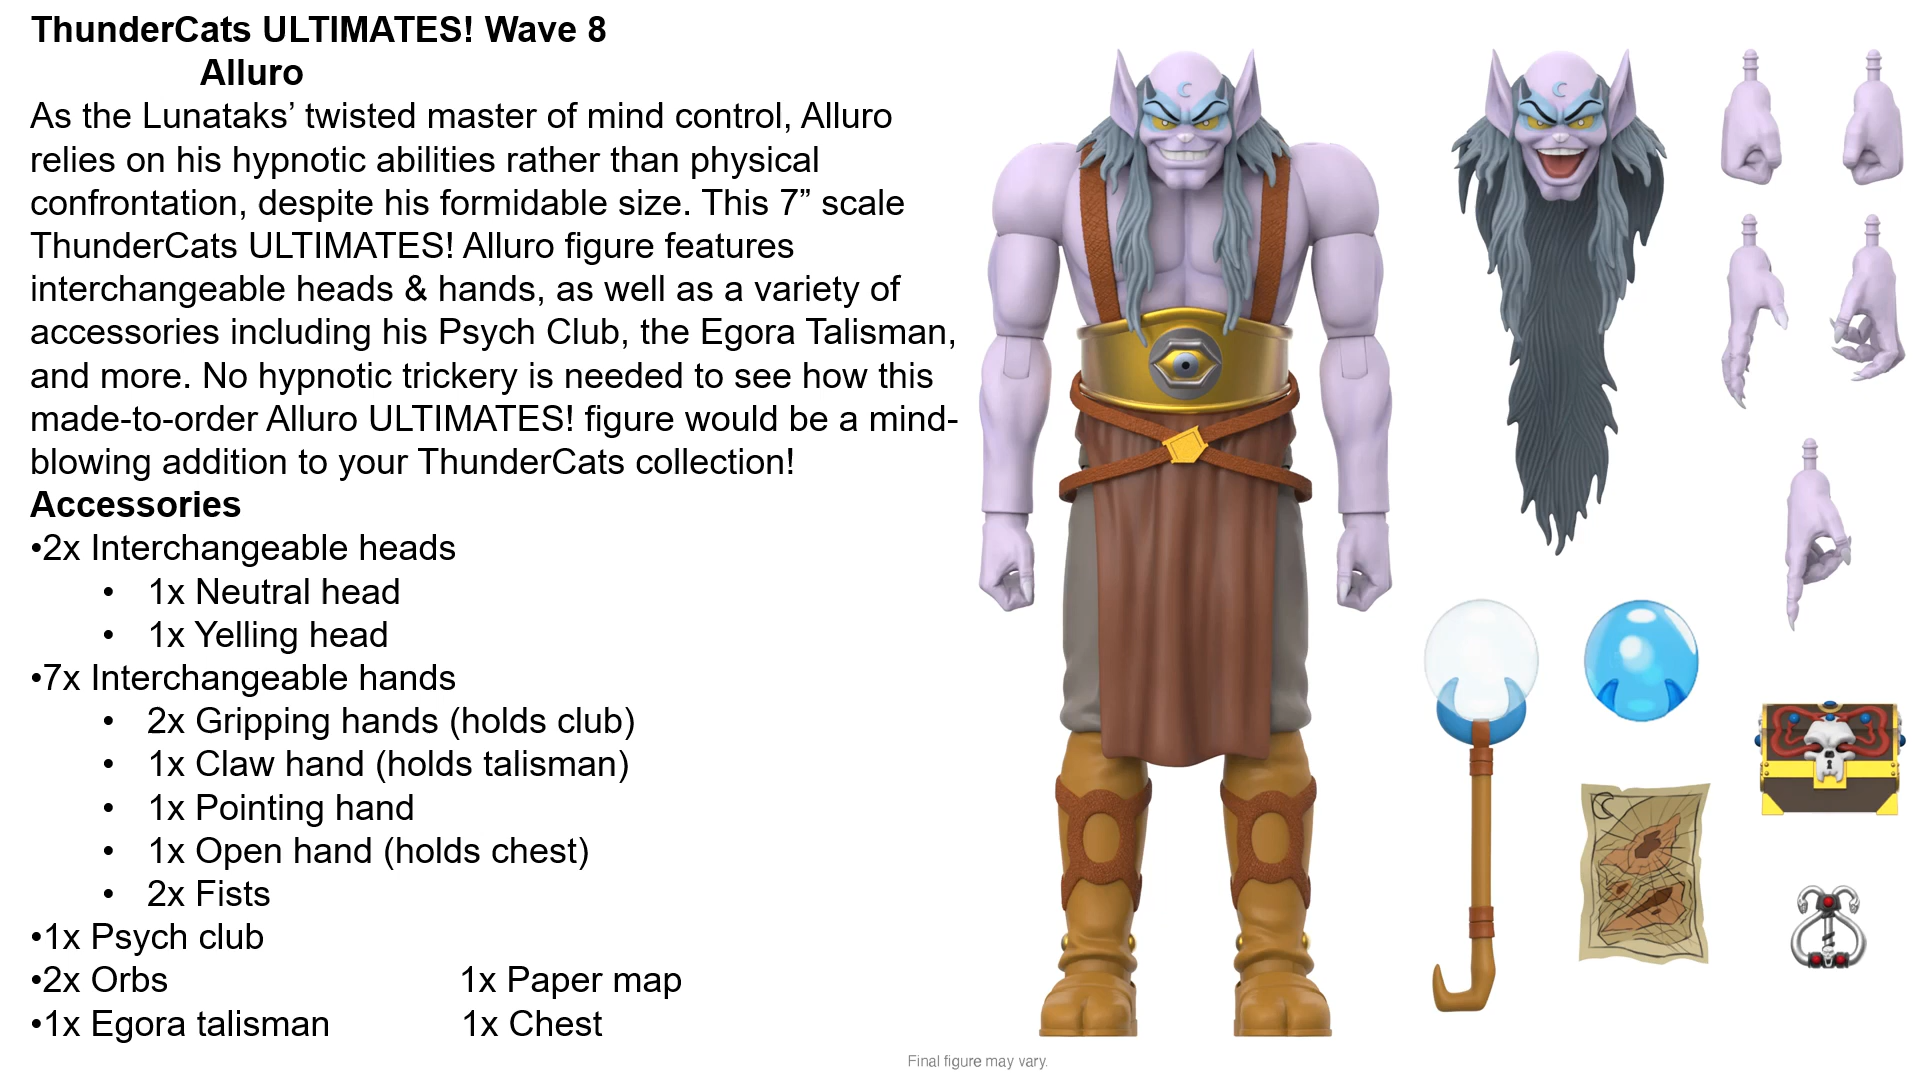 ThunderCats ULTIMATES! Wave 8
Alluro
As the Lunataks’ twisted master of mind control, Alluro
relies on his hypnotic abilities rather than physical
confrontation, despite his formidable size. This 7” scale
ThunderCats ULTIMATES! Alluro figure features
interchangeable heads & hands, as well as a variety of
accessories including his Psych Club, the Egora Talisman,
and more. No hypnotic trickery is needed to see how this
made-to-order Alluro ULTIMATES! figure would be a mind-
blowing addition to your ThunderCats collection!
Accessories
•2x Interchangeable heads
• 1x Neutral head
• 1x Yelling head
•7x Interchangeable hands
• 2x Gripping hands (holds club)
• 1x Claw hand (holds talisman)
• 1x Pointing hand
• 1x Open hand (holds chest)
• 2x Fists
•1x Psych club
•2x Orbs 1x Paper map
•1x Egora talisman 1x Chest
Final figure may vary.